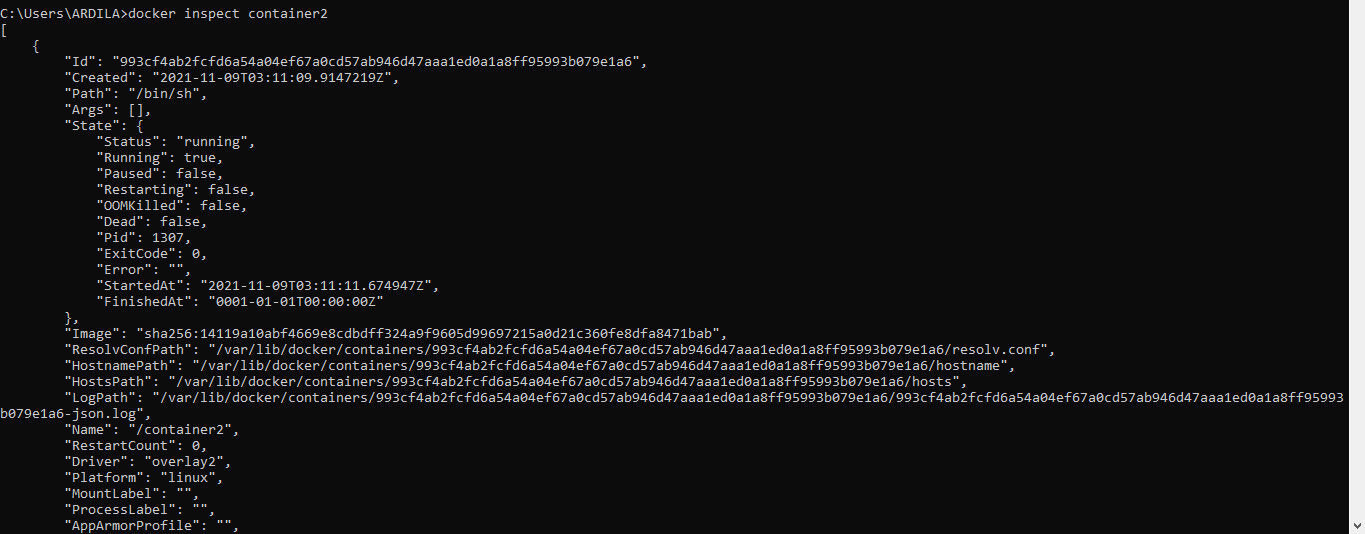 C:\Users\ARDILA>docker inspect container2
[
    {
        "Id": "993cf4ab2fcfd6a54a04ef67a0cd57ab946d47aaa1ed0a1a8ff95993b079e1a6",
        "Created": "2021-11-09T03:11:09.9147219Z",
        "Path": "/bin/sh",
        "Args": [],
        "State": {
            "Status": "running",
            "Running": true,
            "Paused": false,
            "Restarting": false,
            "OOMKilled": false,
            "Dead": false,
            "Pid": 1307,
            "ExitCode": 0,
            "Error": "",
            "StartedAt": "2021-11-09T03:11:11.674947Z",
            "FinishedAt": "0001-01-01T00:00:00Z"
        },
        "Image": "sha256:14119a10abf4669e8cdbdff324a9f9605d99697215a0d21c360fe8dfa8471bab",
        "ResolvConfPath": "/var/lib/docker/containers/993cf4ab2fcfd6a54a04ef67a0cd57ab946d47aaa1ed0a1a8ff95993b079e1a6/resolv.conf",
        "HostnamePath": "/var/lib/docker/containers/993cf4ab2fcfd6a54a04ef67a0cd57ab946d47aaa1ed0a1a8ff95993b079e1a6/hostname",
        "HostsPath": "/var/lib/docker/containers/993cf4ab2fcfd6a54a04ef67a0cd57ab946d47aaa1ed0a1a8ff95993b079e1a6/hosts",
        "LogPath": "/var/lib/docker/containers/993cf4ab2fcfd6a54a04ef67a0cd57ab946d47aaa1ed0a1a8ff95993b079e1a6/993cf4ab2fcfd6a54a04ef67a0cd57ab946d47aaa1ed0a1a8ff95993
b079e1a6-json.log",
        "Name": "/container2",
        "RestartCount": 0,
        "Driver": "overlay2",
        "Platform": "linux",
        "MountLabel": "",
        "ProcessLabel": "",
        "AppArmorProfile": "",